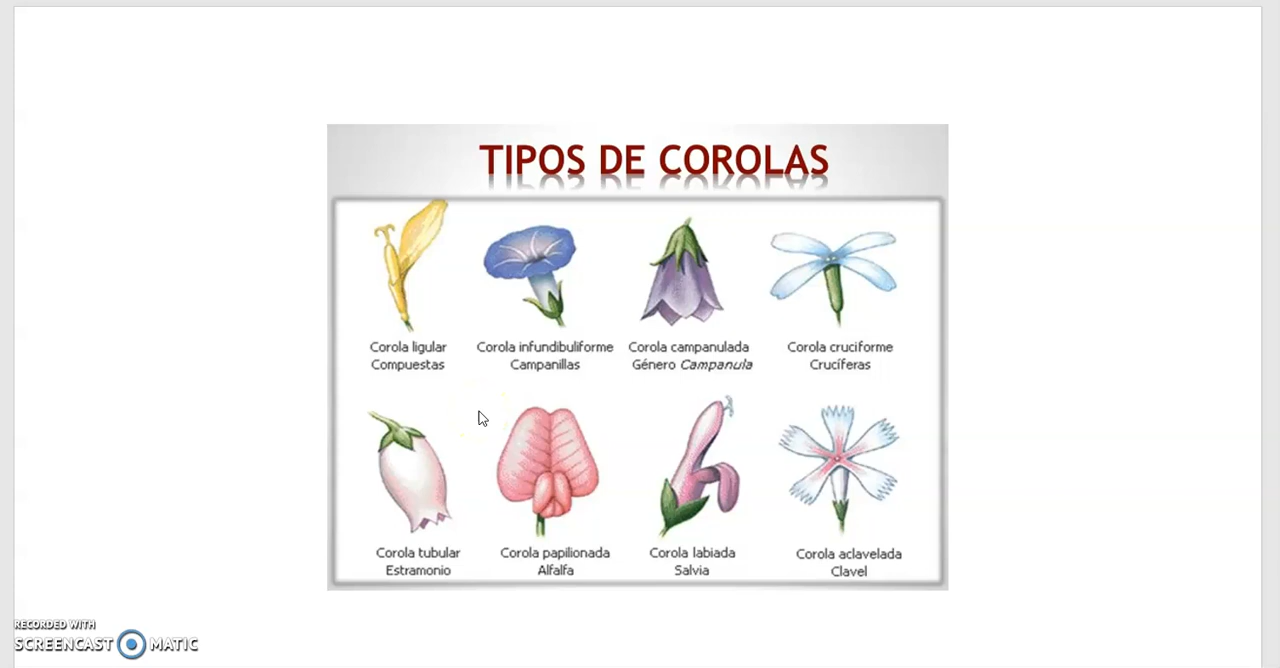 TIPOS DE COROLAS
Corola ligular
Compuestas
Corola infundibuliforme
Campanillas
Corola campanulada
Género Campanula
Corola cruciforme
Crucíferas
Corola tubular
Estramonio
Corola papilionada
Alfalfa
Corola labiada
Salvia
Corola aclavelada
Clavel
RECORDED WITH
SCREENCAST MATIC